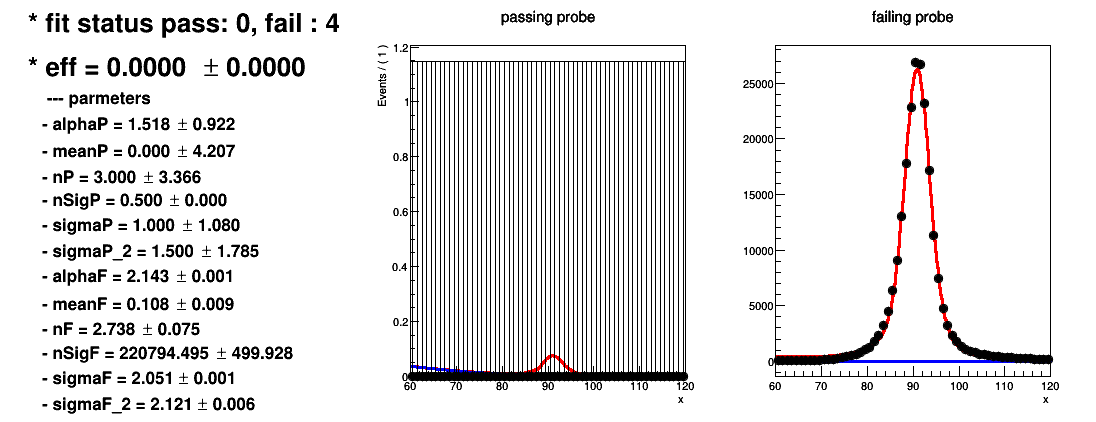 * fit status pass: 0, fail : 4
* eff = 0.0000 ± 0.0000
--- parmeters
- alphaP = 1.518 ± 0.922
- meanP = 0.000 ± 4.207
- nP = 3.000 ± 3.366
- nSigP = 0.500 ± 0.000
- sigmaP = 1.000 ± 1.080
- sigmaP_2 = 1.500 ± 1.785
- alphaF = 2.143 ± 0.001
- meanF = 0.108 ± 0.009
- nF = 2.738 ± 0.075
- nSigF = 220794.495 ± 499.928
- sigmaF = 2.051 ± 0.001
- sigmaF_2 = 2.121 ± 0.006
passing probe
Events / ( 1 )
1.2
1
0.8
0.6
0.4
0.2
0
60 70 80 90 100 110 120
x
failing probe
25000
20000
15000
10000
5000
0
60 70 80 90 100 110 120
x